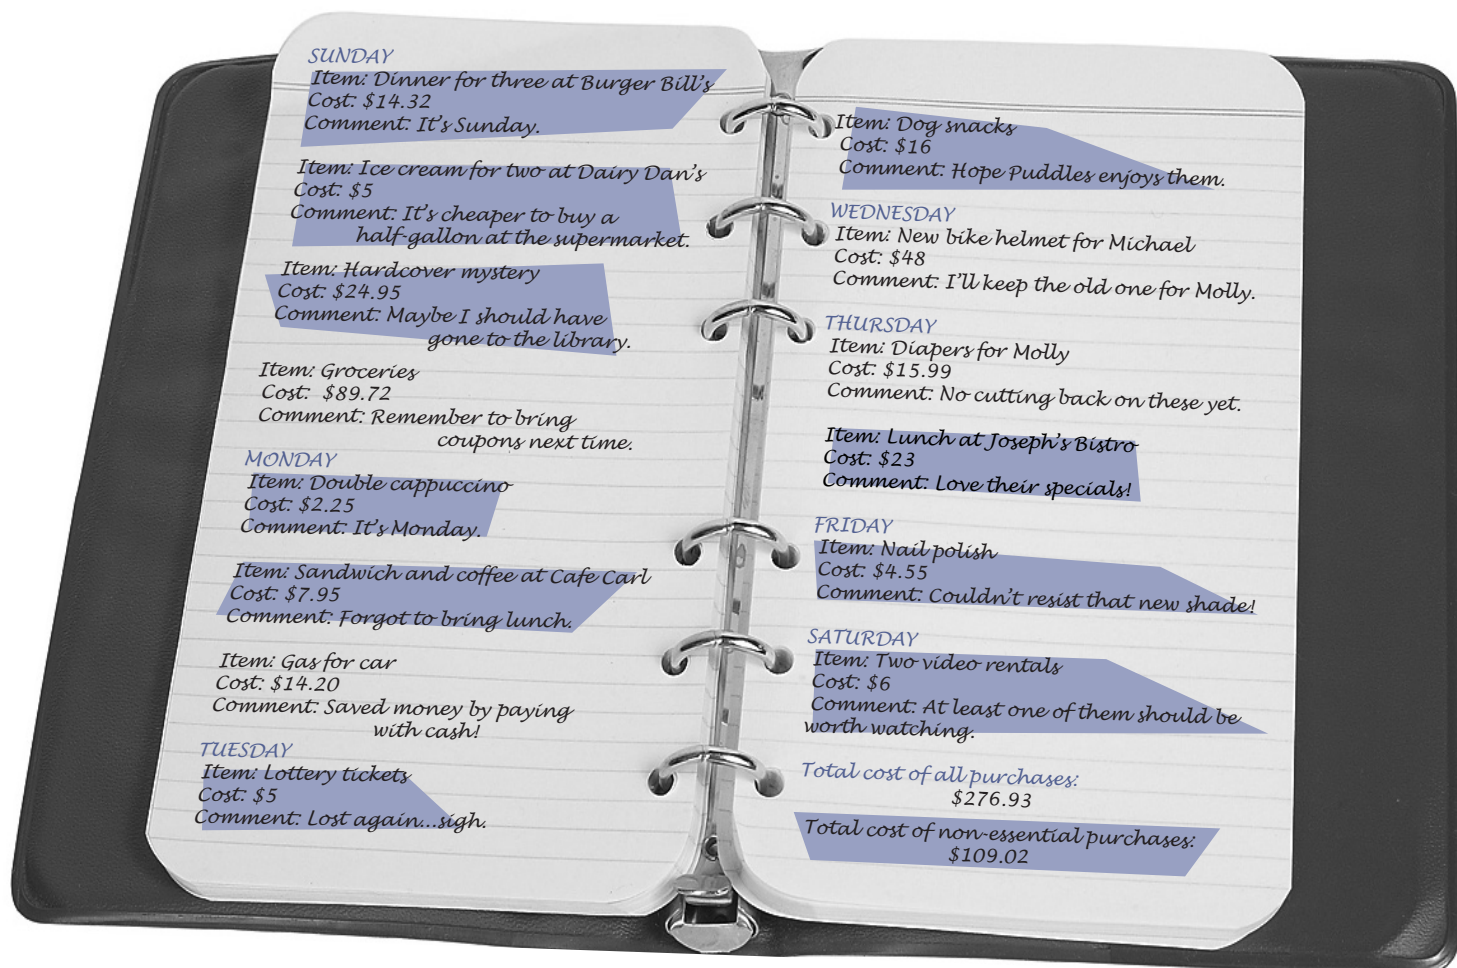 SUNDAY
Item: Dinner for three at Burger Bill's
Cost: $14.32
Comment: It's Sunday.
Item: Ice cream for two at Dairy Dan's
Cost: $5
Comment: It's cheaper to buy a
half-gallon at the supermarket.
Item: Hardcover mystery
Cost: $24.95
Comment: Maybe I should have
gone to the library.
Item: Groceries
Cost: $89.72
Comment: Remember to bring
coupons next time.
MONDAY
Item: Double cappuccino
Cost: $2.25
Comment: It's Monday.
Item: Sandwich and coffee at Cafe Carl
Cost: $7.95
Comment: Forgot to bring lunch.
Item: Gas for car
Cost: $14.20
Comment: Saved money by paying
with cash!
TUESDAY
Item: Lottery tickets
Cost: $5
Comment: Lost again...sigh.
Item: Dog snacks
Cost: $16
Comment: Hope Puddles enjoys them.
WEDNESDAY
Item: New bike helmet for Michael
Cost: $48
Comment: I'll keep the old one for Molly.
THURSDAY
Item: Diapers for Molly
Cost: $15.99
Comment: No cutting back on these yet.
Item: Lunch at Joseph's Bistro
Cost: $23
Comment: Love their specials!
FRIDAY
Item: Nail polish
Cost: $4.55
Comment: Couldn't resist that new shade!
SATURDAY
Item: Two video rentals
Cost: $6
Comment: At least one of them should be
worth watching.
Total cost of all purchases:
$276.93
Total cost of non-essential purchases:
$109.02